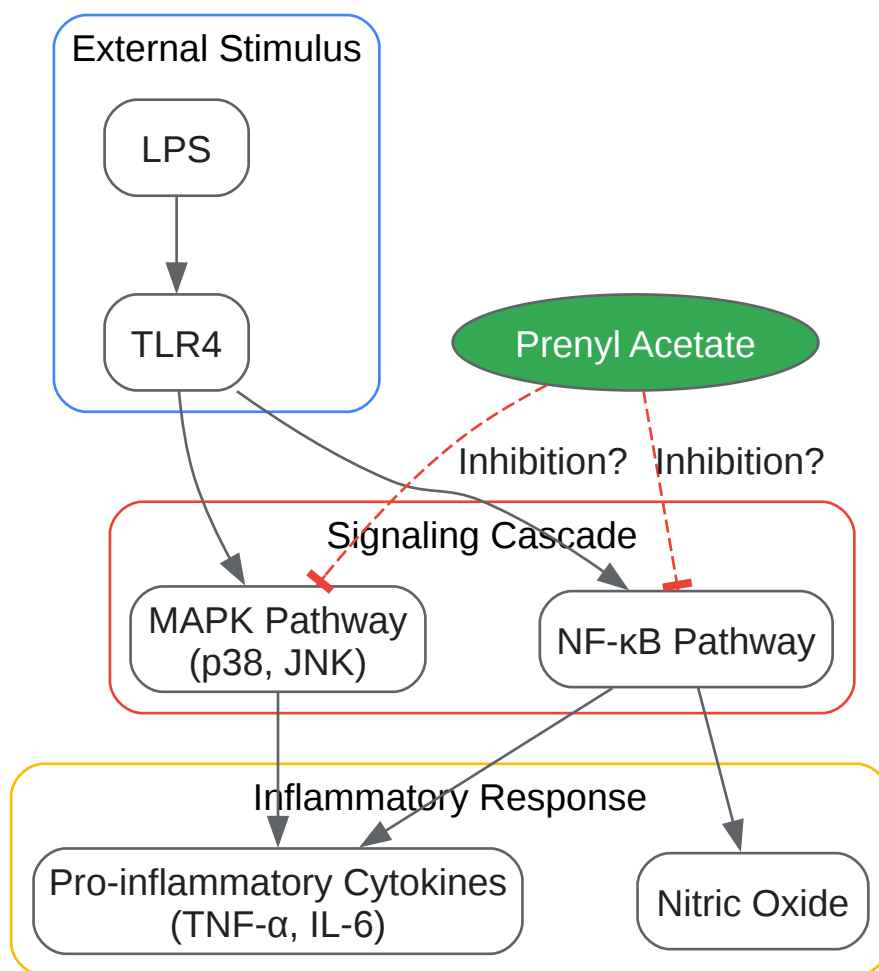 External Stimulus
LPS
TLR4
Prenyl Acetate
Inhibition?
Inhibition?
Signaling Cascade
MAPK Pathway
(p38, JNK)
NF-κB Pathway
Inflammatory Response
Pro-inflammatory Cytokines
(TNF-α, IL-6)
Nitric Oxide